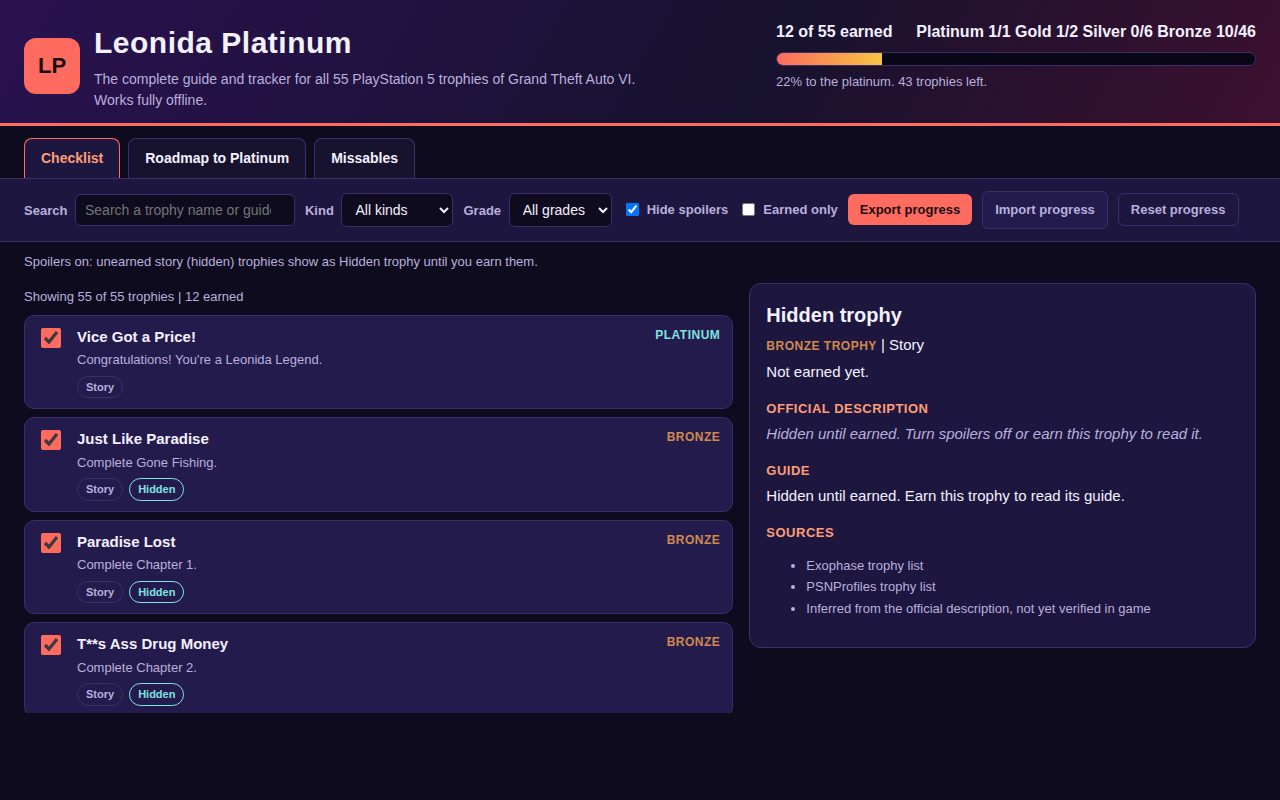 LP
Leonida Platinum
The complete guide and tracker for all 55 PlayStation 5 trophies of Grand Theft Auto VI.
Works fully offline.
12 of 55 earned
Platinum 1/1 Gold 1/2 Silver 0/6 Bronze 10/46
22% to the platinum. 43 trophies left.
Checklist
Roadmap to Platinum
Missables
Search
Search a trophy name or guide
Kind
All kinds
Grade
All grades
Hide spoilers
Earned only
Export progress
Import progress
Reset progress
Spoilers on: unearned story (hidden) trophies show as Hidden trophy until you earn them.
Showing 55 of 55 trophies | 12 earned
Vice Got a Price!
PLATINUM
Congratulations! You're a Leonida Legend.
Story
Just Like Paradise
BRONZE
Complete Gone Fishing.
Story
Hidden
Paradise Lost
BRONZE
Complete Chapter 1.
Story
Hidden
T**s Ass Drug Money
BRONZE
Complete Chapter 2.
Story
Hidden
Hidden trophy
BRONZE TROPHY | Story
Not earned yet.
OFFICIAL DESCRIPTION
Hidden until earned. Turn spoilers off or earn this trophy to read it.
GUIDE
Hidden until earned. Earn this trophy to read its guide.
SOURCES
Exophase trophy list
PSNProfiles trophy list
Inferred from the official description, not yet verified in game